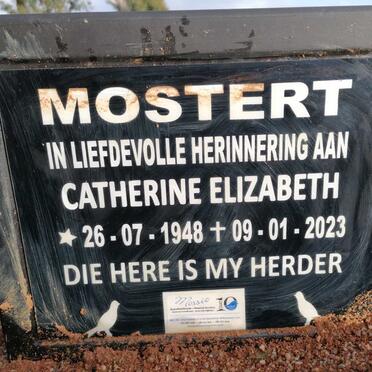 MOSTERT
IN LIEFDEVOLLE HERINNERING AAN
CATHERINE ELIZABETH
★ 26 - 07 - 1948 ✝ 09 - 01 - 2023
DIE HERE IS MY HERDER